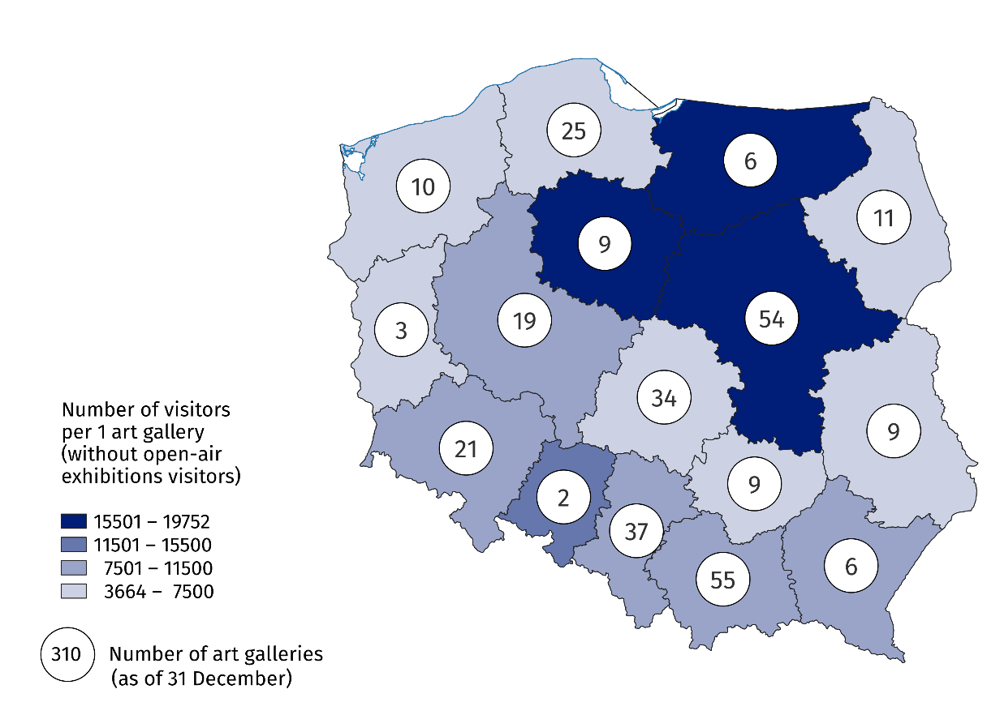 25
6
10
11
9
19
54
3
34
9
21
9
2
37
6
55
Number of visitors
per 1 art gallery
(without open-air
exhibitions visitors)
15501 – 19752
11501 – 15500
7501 – 11500
3664 – 7500
310 Number of art galleries
(as of 31 December)